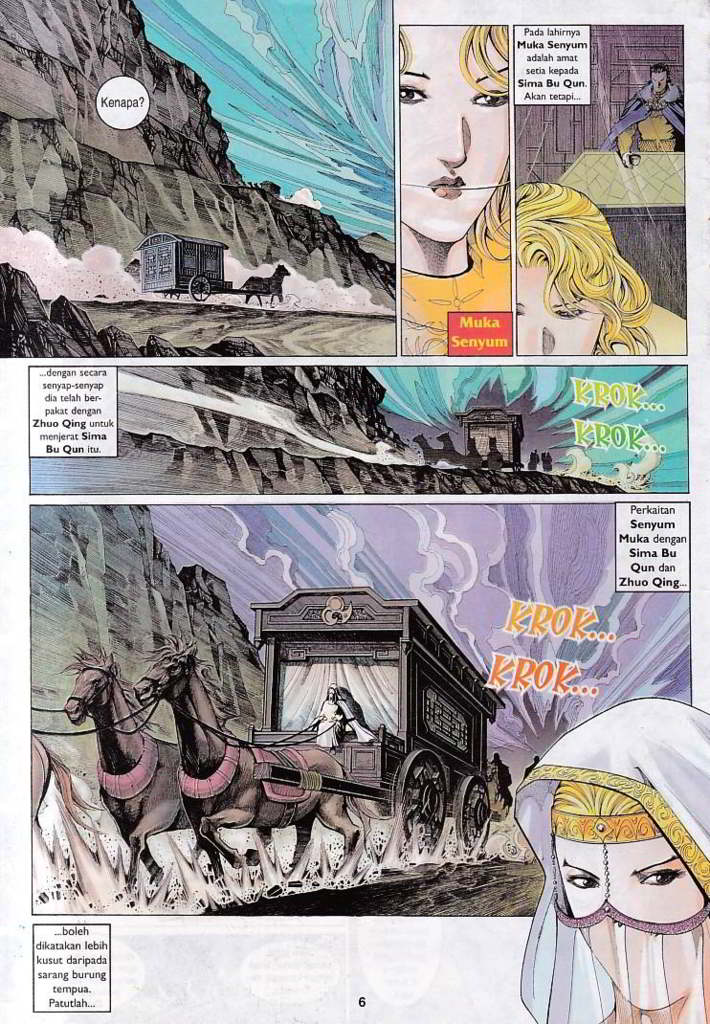 Kenapa?
Pada lahirnya
Muka Senyum
adalah amat
setia kepada
Sima Bu Qun.
Akan tetapi...
Muka
Senyum
...dengan secara
senyap-senyap
dia telah ber-
pakat dengan
Zhuo Qing untuk
menjerat Sima
Bu Qun itu.
KROK...
KROK...
Perkaitan
Senyum
Muka dengan
Sima Bu
Qun dan
Zhuo Qing...
KROK...
KROK...
...boleh
dikatakan lebih
kusut daripada
sarang burung
tempua.
Patutlah...
6